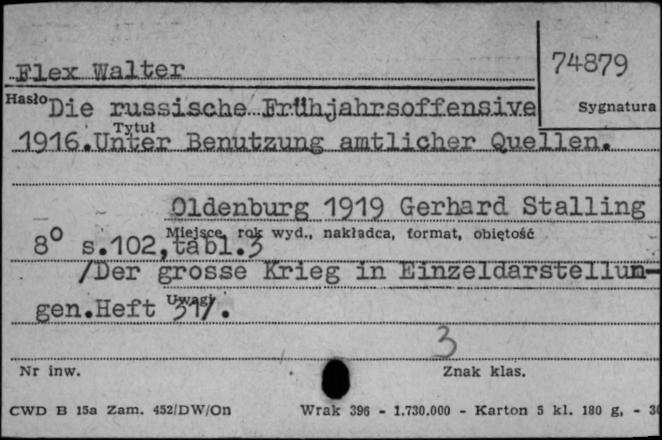 Flex Walter
74879
Hasło
Sygnatura
Die russische Frühjahrsoffensive
Tytuł
1916. Unter Benutzung amtlicher Quellen.
Oldenburg 1919 Gerhard Stalling
Miejsce, rok wyd., nakładca, format, objętość
8° s.102, tabl.3
/Der grosse Krieg in Einzeldarstellun-
Uwagi
gen.Heft 31/.
3
Nr inw.
Znak klas.
CWD B 15a Zam. 452/DW/On Wrak 396 - 1.730.000 - Karton 5 kl. 180 g, - 30